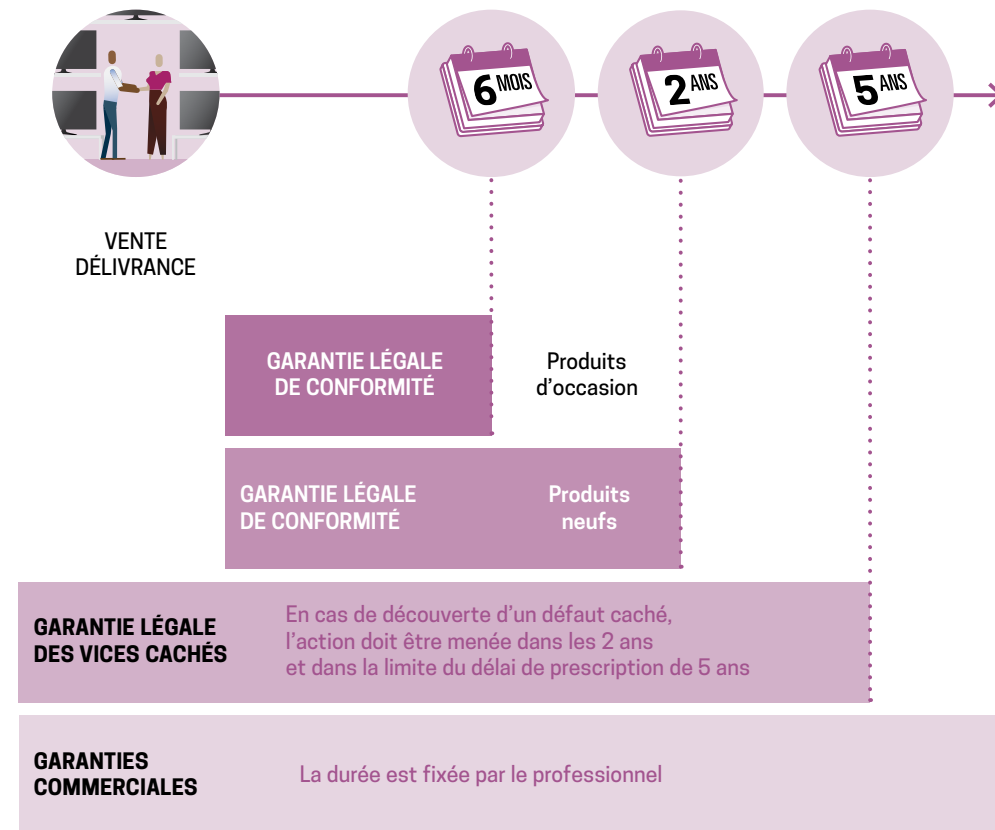 6 MOIS
2 ANS
5 ANS
VENTE
DÉLIVRANCE
GARANTIE LÉGALE
DE CONFORMITÉ
Produits
d’occasion
GARANTIE LÉGALE
DE CONFORMITÉ
Produits
neufs
GARANTIE LÉGALE
DES VICES CACHÉS
En cas de découverte d’un défaut caché,
l’action doit être menée dans les 2 ans
et dans la limite du délai de prescription de 5 ans
GARANTIES
COMMERCIALES
La durée est fixée par le professionnel